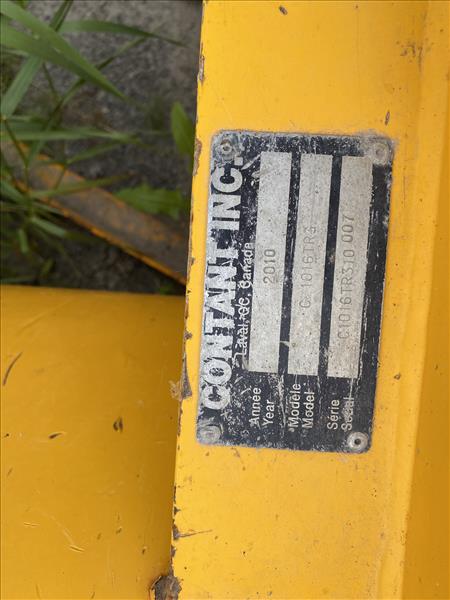 CONTANT INC.
Laval, QC, Canada
Année
Year
2010
Modèle
Model
C 1016TR3
Série
Serial
C1016TR310 007